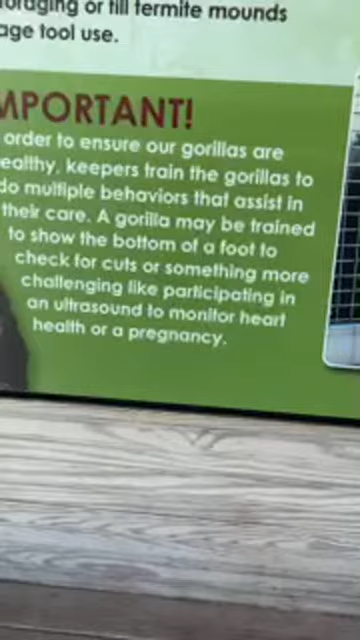 foraging or fill termite mounds
age tool use.
MPORTANT!
order to ensure our gorillas are
ealthy, keepers train the gorillas to
do multiple behaviors that assist in
their care. A gorilla may be trained
to show the bottom of a foot to
check for cuts or something more
challenging like participating in
an ultrasound to monitor heart
health or a pregnancy.